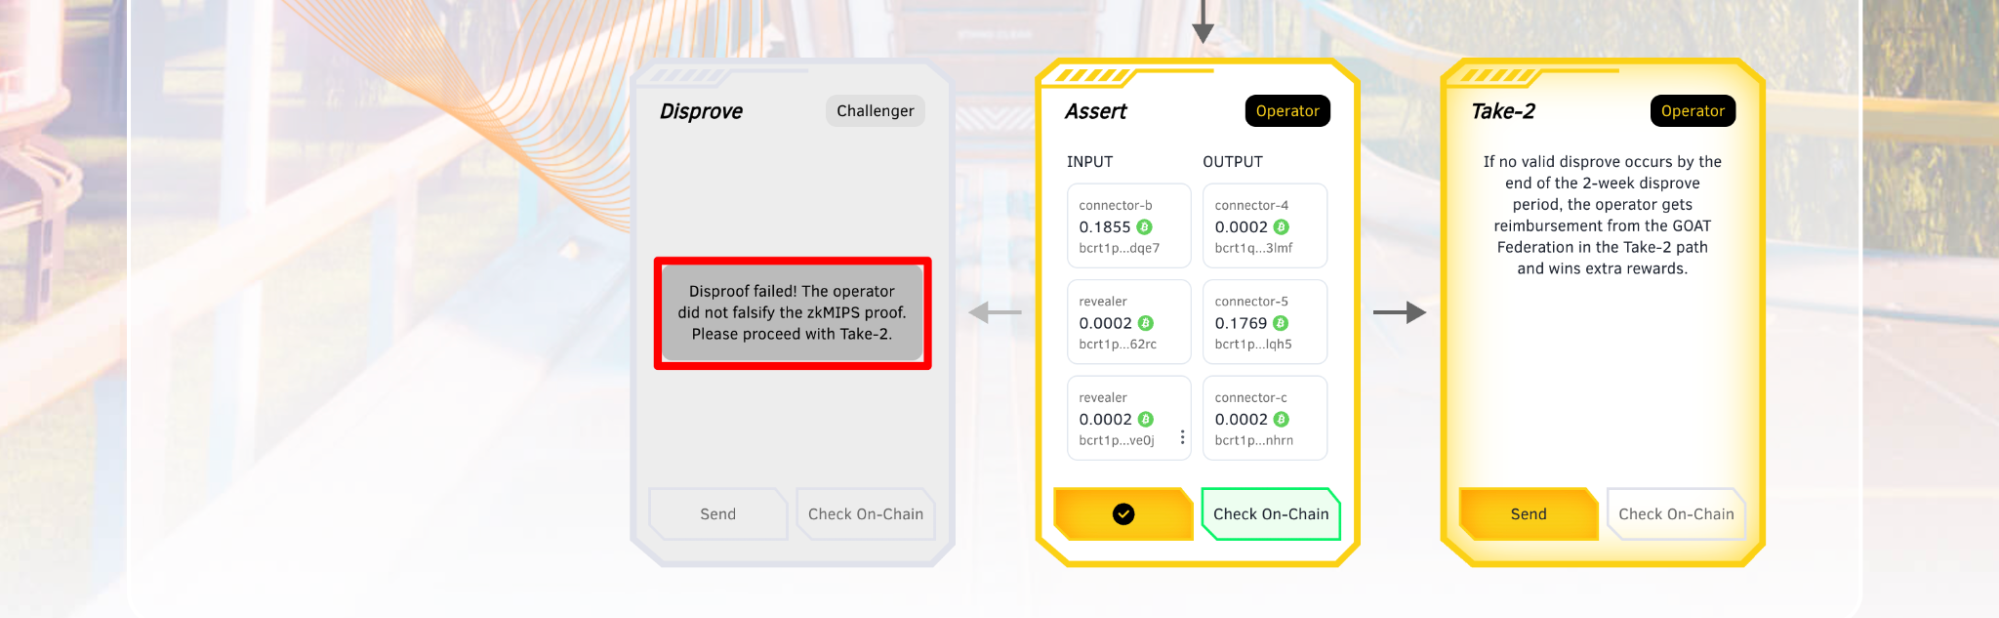 Disprove
Challenger
Disproof failed! The operator
did not falsify the zkMIPS proof.
Please proceed with Take-2.
Send
Check On-Chain
Assert
Operator
INPUT
OUTPUT
connector-b
0.1855
bcrt1p...dqe7
connector-4
0.0002
bcrt1q...3lmf
revealer
0.0002
bcrt1p...62rc
connector-5
0.1769
bcrt1p...lqh5
revealer
0.0002
bcrt1p...ve0j
connector-c
0.0002
bcrt1p...nhrn
Check On-Chain
Take-2
Operator
If no valid disprove occurs by the
end of the 2-week disprove
period, the operator gets
reimbursement from the GOAT
Federation in the Take-2 path
and wins extra rewards.
Send
Check On-Chain